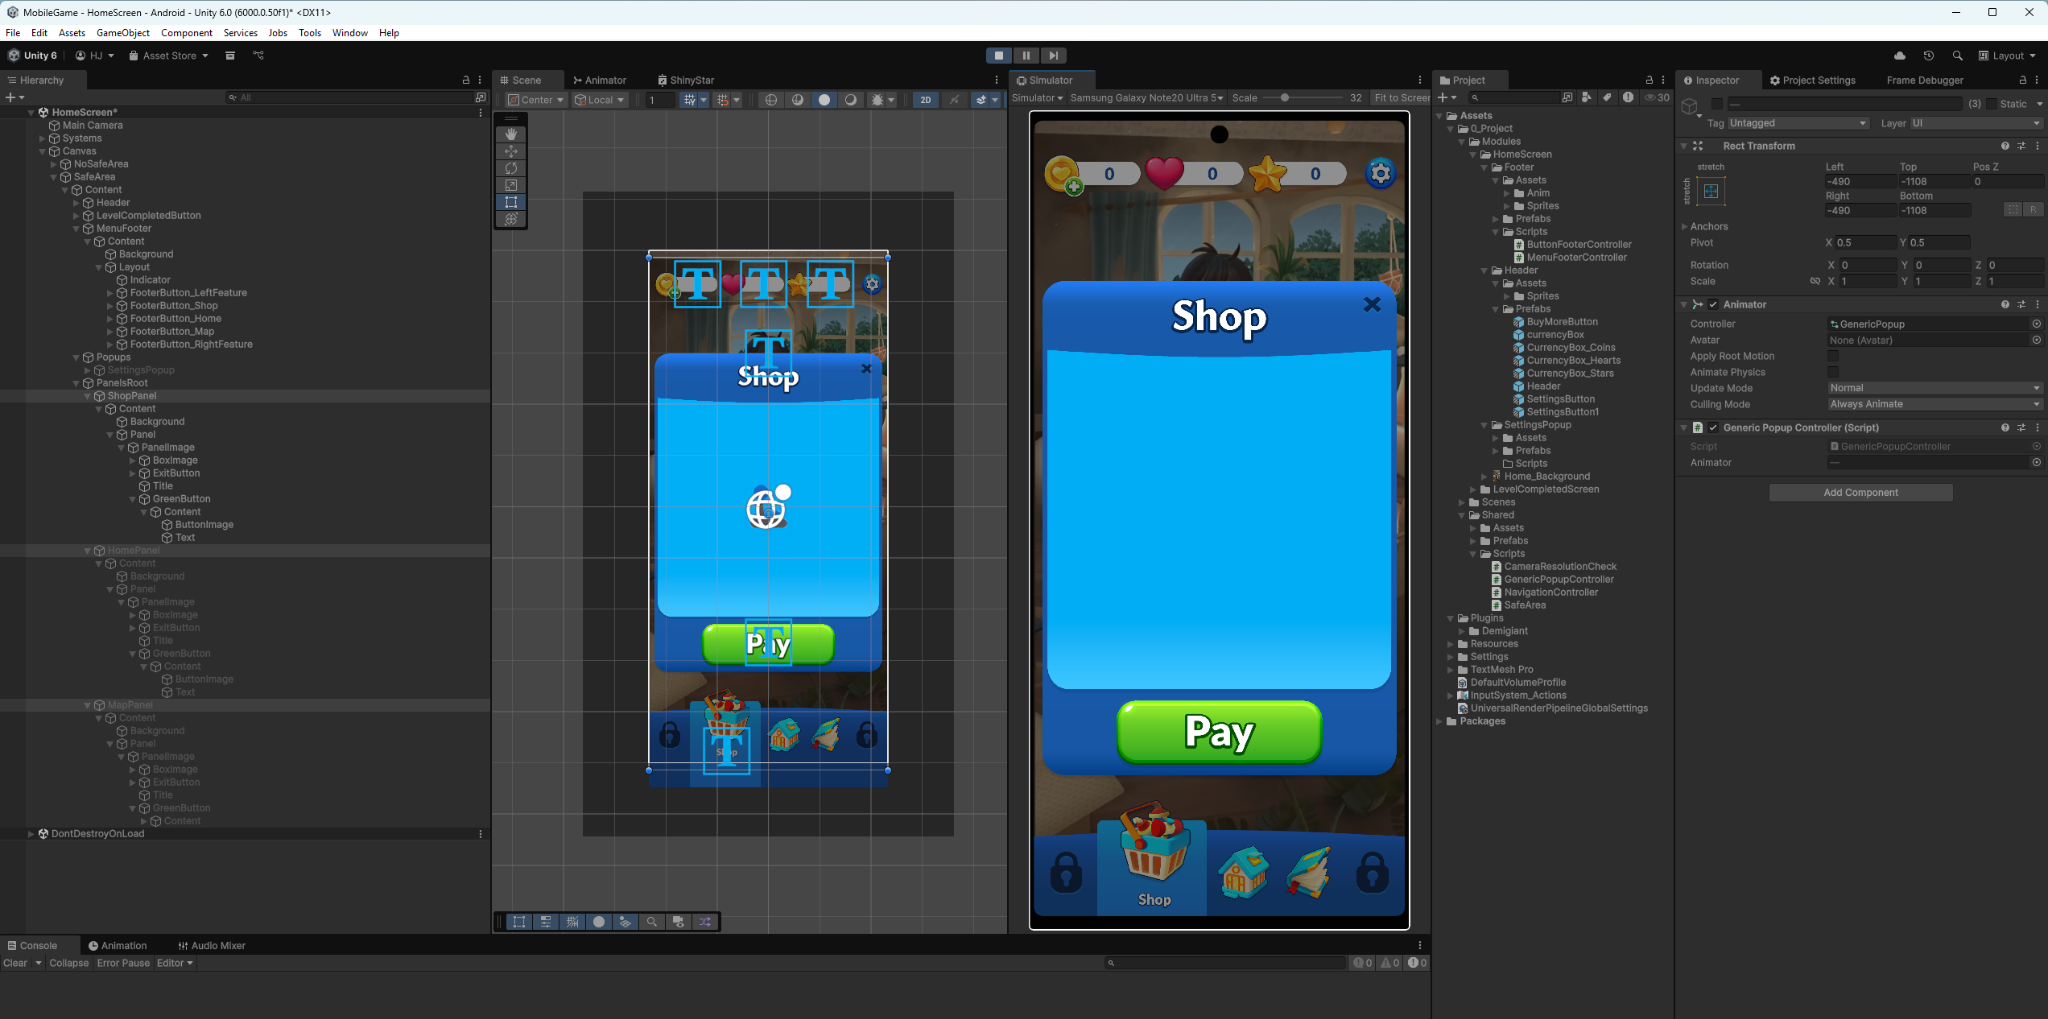 MobileGame - HomeScreen - Android - Unity 6.0 (6000.0.50f1)* <DX11>
File Edit Assets GameObject Component Services Jobs Tools Window Help
Unity 6 HJ Asset Store Layout
Hierarchy
All
HomeScreen*
Main Camera
Systems
Canvas
NoSafeArea
SafeArea
Content
Header
LevelCompletedButton
MenuFooter
Content
Background
Layout
Indicator
FooterButton_LeftFeature
FooterButton_Shop
FooterButton_Home
FooterButton_Map
FooterButton_RightFeature
Popups
SettingsPopup
PanelsRoot
ShopPanel
Content
Background
Panel
PanelImage
BoxImage
ExitButton
Title
GreenButton
Content
ButtonImage
Text
HomePanel
Content
Background
Panel
PanelImage
BoxImage
ExitButton
Title
GreenButton
Content
ButtonImage
Text
MapPanel
Content
Background
Panel
PanelImage
BoxImage
ExitButton
Title
GreenButton
Content
DontDestroyOnLoad
Scene Animator ShinyStar
Center Local 1 2D
T T T
T
Shop
Pay
T
Shop
T
Simulator
Simulator Samsung Galaxy Note20 Ultra 5 Scale 32 Fit to Screen
0 0 0
Shop
Pay
Shop
Project
30
Assets
0_Project
Modules
HomeScreen
Footer
Assets
Anim
Sprites
Prefabs
Scripts
ButtonFooterController
MenuFooterController
Header
Assets
Sprites
Prefabs
BuyMoreButton
currencyBox
CurrencyBox_Coins
CurrencyBox_Hearts
CurrencyBox_Stars
Header
SettingsButton
SettingsButton1
SettingsPopup
Assets
Prefabs
Scripts
Home_Background
LevelCompletedScreen
Scenes
Shared
Assets
Prefabs
Scripts
CameraResolutionCheck
GenericPopupController
NavigationController
SafeArea
Plugins
Demigiant
Resources
Settings
TextMesh Pro
DefaultVolumeProfile
InputSystem_Actions
UniversalRenderPipelineGlobalSettings
Packages
Inspector Project Settings Frame Debugger
— (3) Static
Tag Untagged Layer UI
Rect Transform
stretch Left Top Pos Z
stretch -490 -1108 0
Right Bottom
-490 -1108 R
Anchors
Pivot X 0.5 Y 0.5
Rotation X 0 Y 0 Z 0
Scale X 1 Y 1 Z 1
Animator
Controller GenericPopup
Avatar None (Avatar)
Apply Root Motion
Animate Physics
Update Mode Normal
Culling Mode Always Animate
Generic Popup Controller (Script)
Script GenericPopupController
Animator —
Add Component
Console Animation Audio Mixer
Clear Collapse Error Pause Editor 0 0 0